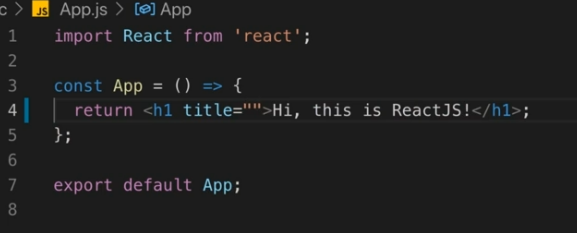 c > JS App.js > App
1 import React from 'react';
2
3 const App = () => {
4 return <h1 title="">Hi, this is ReactJS!</h1>;
5 };
6
7 export default App;
8